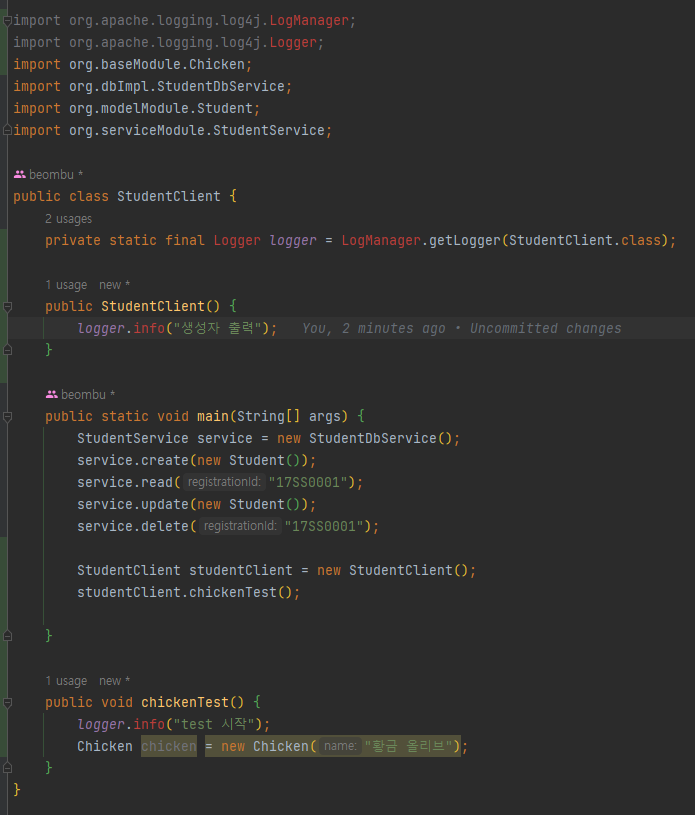 import org.apache.logging.log4j.LogManager;
import org.apache.logging.log4j.Logger;
import org.baseModule.Chicken;
import org.dbImpl.StudentDbService;
import org.modelModule.Student;
import org.serviceModule.StudentService;
beombu *
public class StudentClient {
2 usages
private static final Logger logger = LogManager.getLogger(StudentClient.class);
1 usage new *
public StudentClient() {
logger.info("생성자 출력"); You, 2 minutes ago • Uncommitted changes
}
beombu *
public static void main(String[] args) {
StudentService service = new StudentDbService();
service.create(new Student());
service.read( registrationId: "17SS0001");
service.update(new Student());
service.delete( registrationId: "17SS0001");
StudentClient studentClient = new StudentClient();
studentClient.chickenTest();
}
1 usage new *
public void chickenTest() {
logger.info("test 시작");
Chicken chicken = new Chicken( name: "황금 올리브");
}
}